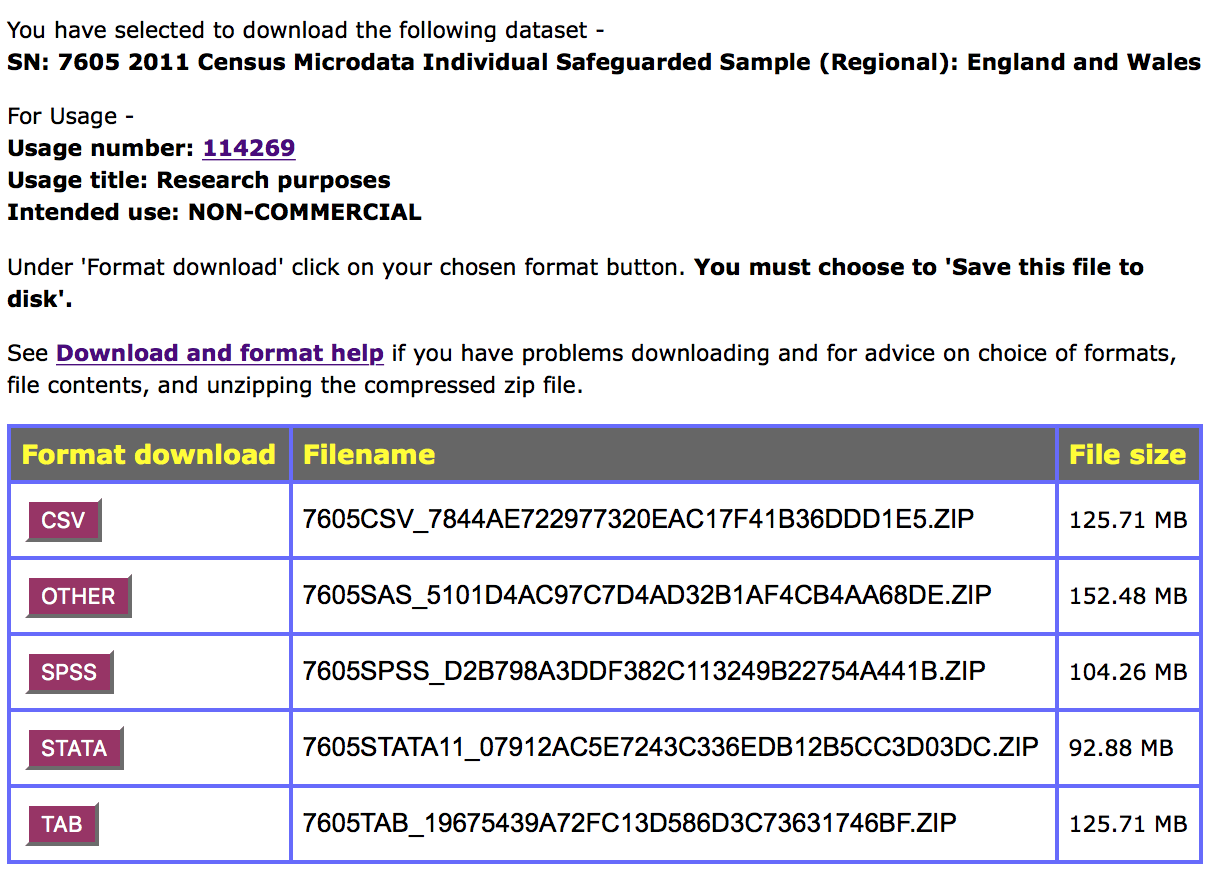 You have selected to download the following dataset -
SN: 7605 2011 Census Microdata Individual Safeguarded Sample (Regional): England and Wales
For Usage -
Usage number: 114269
Usage title: Research purposes
Intended use: NON-COMMERCIAL
Under 'Format download' click on your chosen format button. You must choose to 'Save this file to
disk'.
See Download and format help if you have problems downloading and for advice on choice of formats,
file contents, and unzipping the compressed zip file.
Format download Filename File size
CSV 7605CSV_7844AE722977320EAC17F41B36DDD1E5.ZIP 125.71 MB
OTHER 7605SAS_5101D4AC97C7D4AD32B1AF4CB4AA68DE.ZIP 152.48 MB
SPSS 7605SPSS_D2B798A3DDF382C113249B22754A441B.ZIP 104.26 MB
STATA 7605STATA11_07912AC5E7243C336EDB12B5CC3D03DC.ZIP 92.88 MB
TAB 7605TAB_19675439A72FC13D586D3C73631746BF.ZIP 125.71 MB